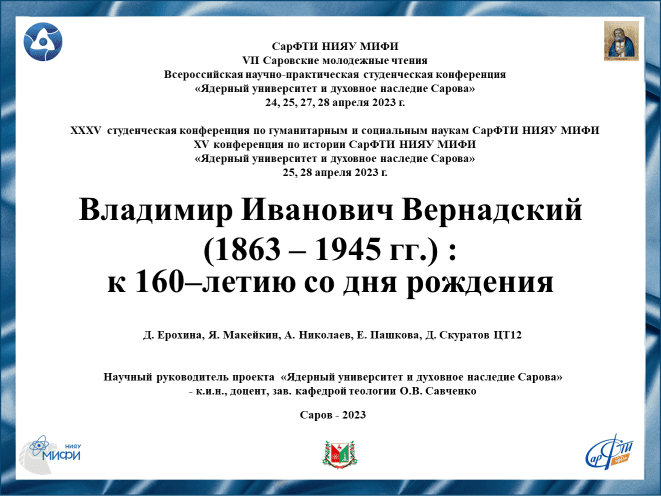 СарФТИ НИЯУ МИФИ
VII Саровские молодежные чтения
Всероссийская научно-практическая студенческая конференция
«Ядерный университет и духовное наследие Сарова»
24, 25, 27, 28 апреля 2023 г.
XXXV студенческая конференция по гуманитарным и социальным наукам СарФТИ НИЯУ МИФИ
XV конференция по истории СарФТИ НИЯУ МИФИ
«Ядерный университет и духовное наследие Сарова»
25, 28 апреля 2023 г.
Владимир Иванович Вернадский
(1863 – 1945 гг.) :
к 160–летию со дня рождения
Д. Ерохина, Я. Макейкин, А. Николаев, Е. Пашкова, Д. Скуратов ЦТ12
Научный руководитель проекта «Ядерный университет и духовное наследие Сарова»
- к.и.н., доцент, зав. кафедрой теологии О.В. Савченко
Саров - 2023
НИЯУ
МИФИ
СарФТИ